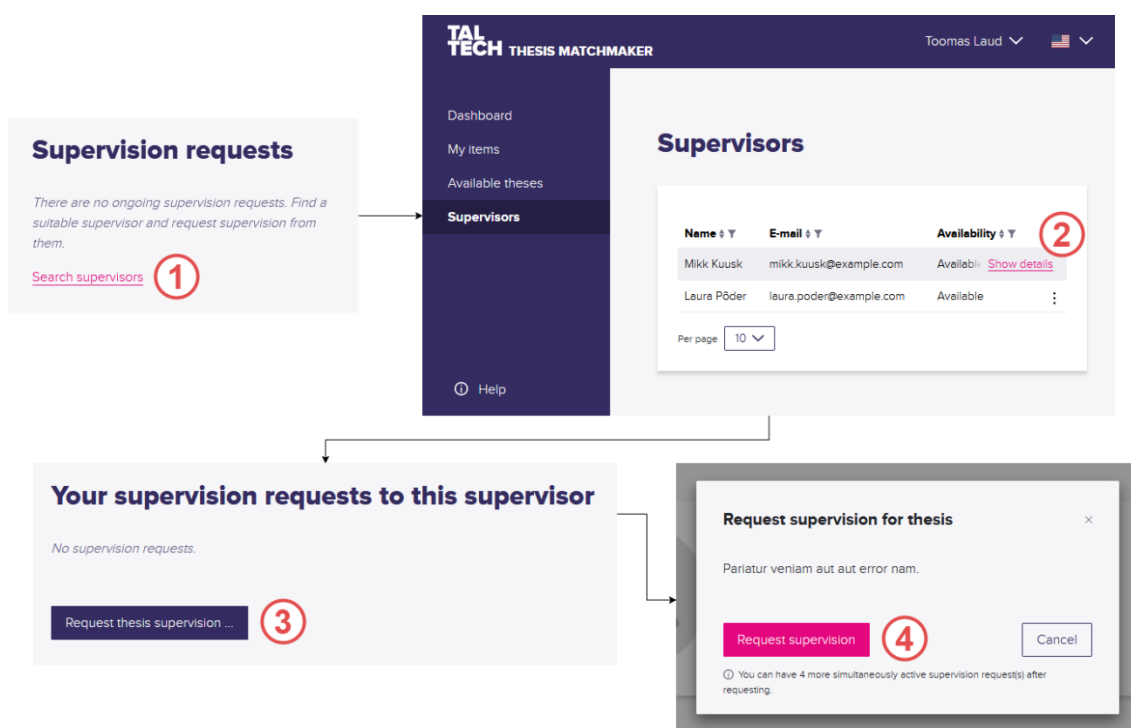 TAL
TECH THESIS MATCHMAKER
Toomas Laud
Dashboard
My items
Available theses
Supervisors
Help
Supervision requests
There are no ongoing supervision requests. Find a
suitable supervisor and request supervision from
them.
Search supervisors
1
Supervisors
2
Name E-mail Availability
Mikk Kuusk mikk.kuusk@example.com Availabl Show details
Laura Põder laura.poder@example.com Available
Per page 10
Your supervision requests to this supervisor
No supervision requests.
Request thesis supervision ...
3
Request supervision for thesis
Pariatur veniam aut aut error nam.
Request supervision
4
Cancel
You can have 4 more simultaneously active supervision request(s) after
requesting.